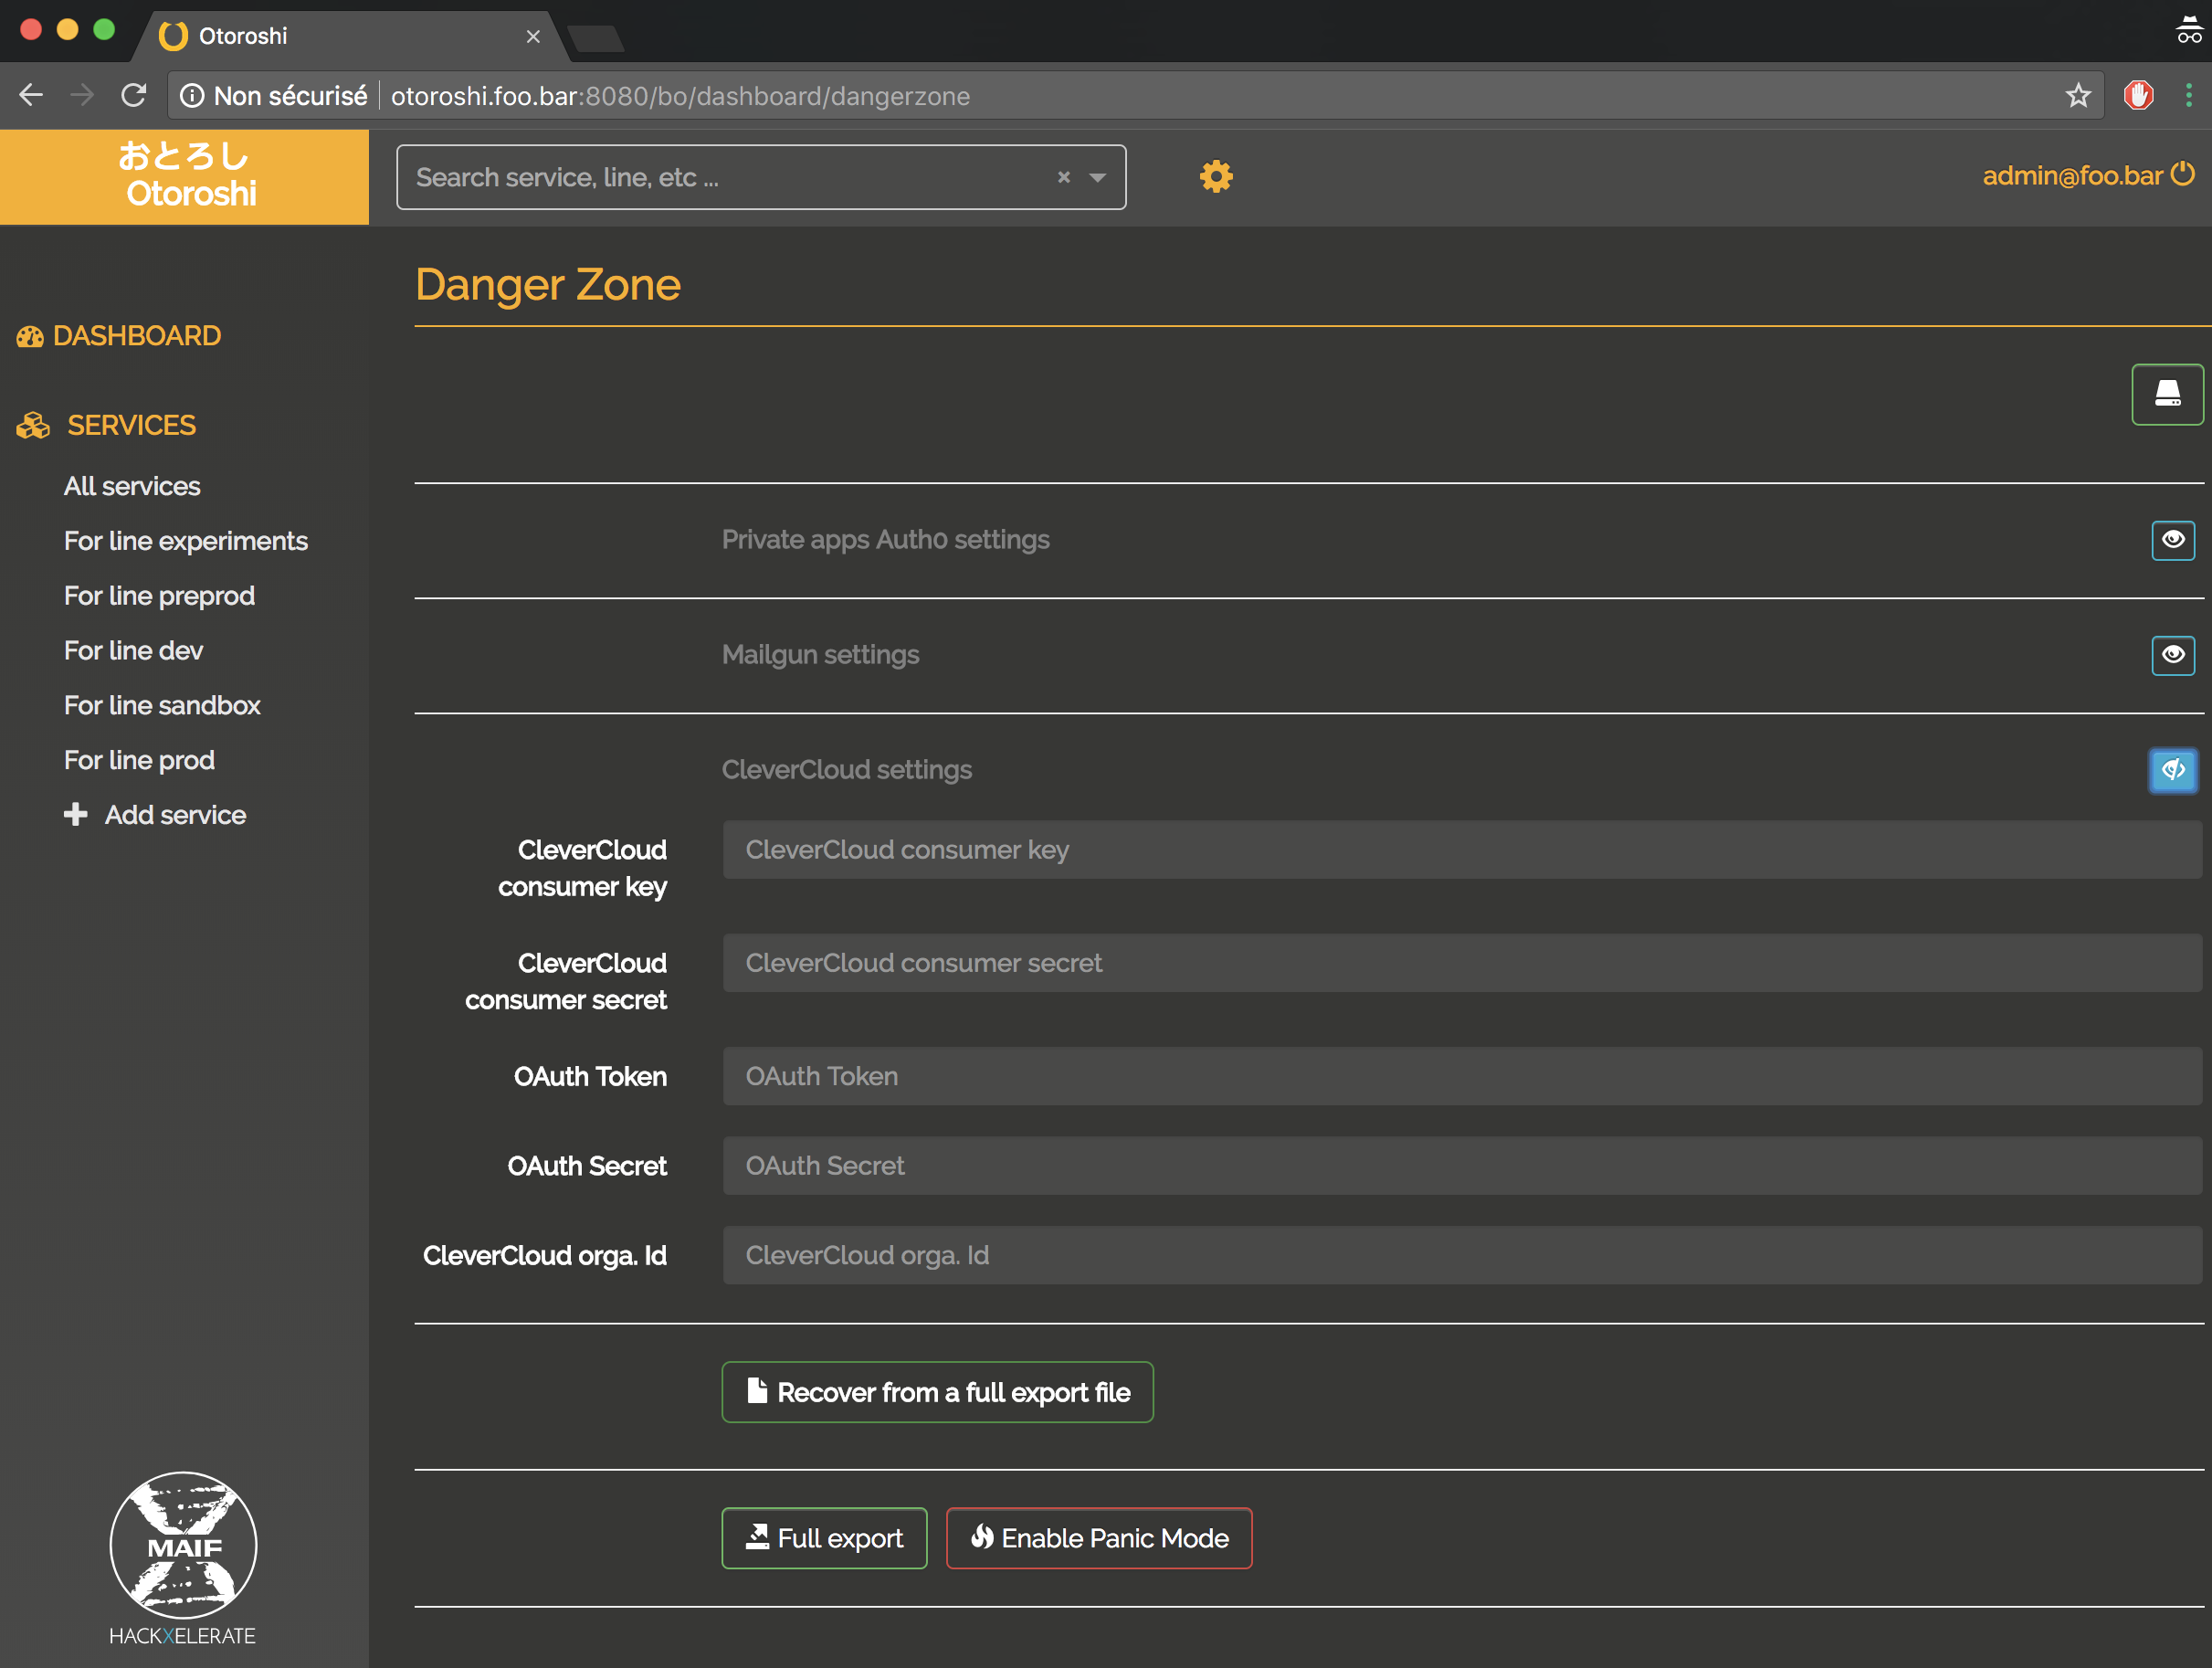 Otoroshi
Non sécurisé
otoroshi.foo.bar:8080/bo/dashboard/dangerzone
おとろし
Otoroshi
Search service, line, etc ...
admin@foo.bar
Danger Zone
DASHBOARD
SERVICES
All services
For line experiments
For line preprod
For line dev
For line sandbox
For line prod
Add service
Private apps Auth0 settings
Mailgun settings
CleverCloud settings
CleverCloud
consumer key
CleverCloud consumer key
CleverCloud
consumer secret
CleverCloud consumer secret
OAuth Token
OAuth Token
OAuth Secret
OAuth Secret
CleverCloud orga. Id
CleverCloud orga. Id
Recover from a full export file
Full export
Enable Panic Mode
MAIF
HACKXELERATE